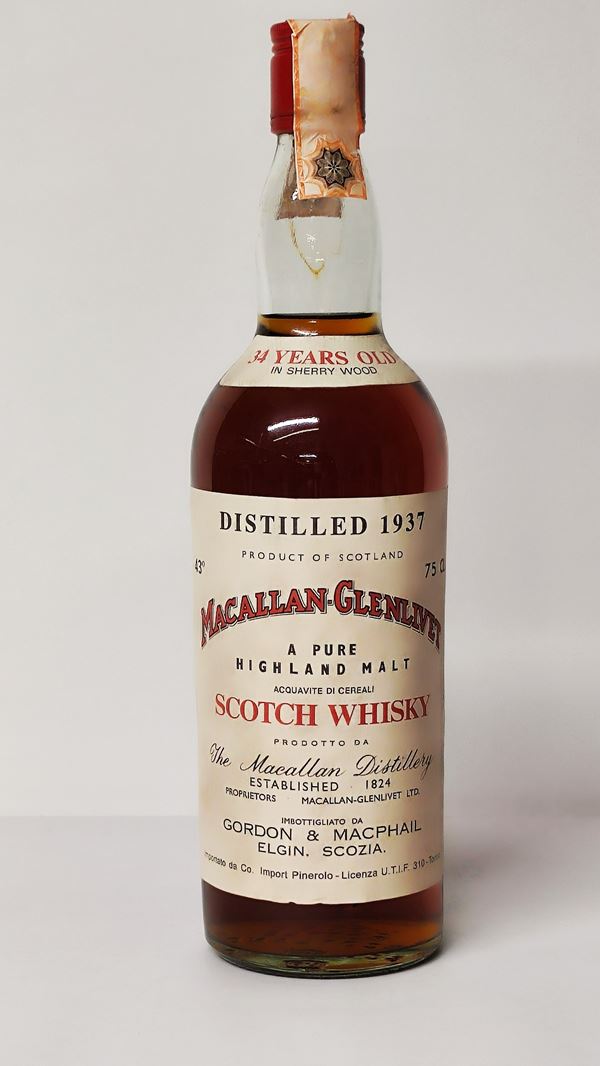 34 YEARS OLD
IN SHERRY WOOD
DISTILLED 1937
PRODUCT OF SCOTLAND
43° 75 CL
MACALLAN-GLENLIVET
A PURE
HIGHLAND MALT
ACQUAVITE DI CEREALI
SCOTCH WHISKY
PRODOTTO DA
The Macallan Distillery
ESTABLISHED 1824
PROPRIETORS MACALLAN-GLENLIVET LTD.
IMBOTTIGLIATO DA
GORDON & MACPHAIL
ELGIN, SCOZIA.
Importato da Co. Import Pinerolo - Licenza U.T.I.F. 310 -